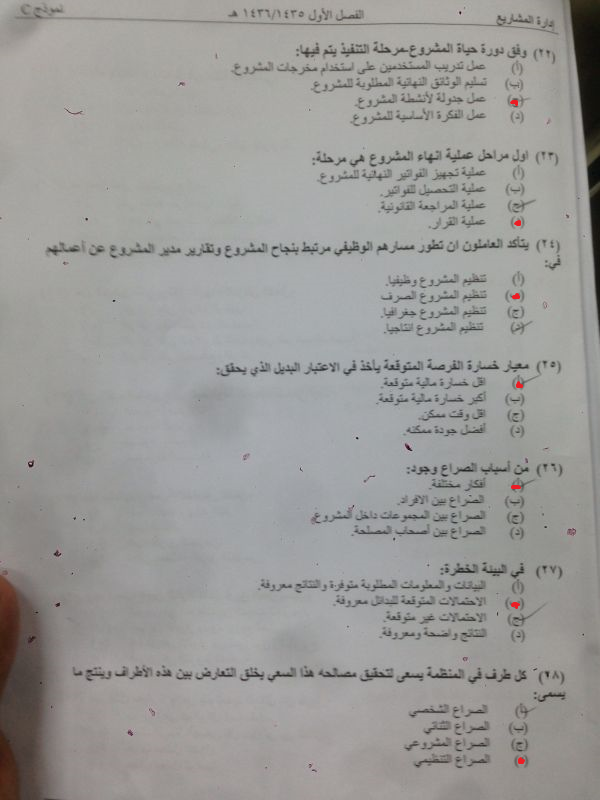 إدارة المشاريع
الفصل الأول ١٤٣٦/١٤٣٥ هـ
نموذج C
(٢٢) وفق دورة حياة المشروع-مرحلة التنفيذ يتم فيها:
(أ) عمل تدريب المستخدمين على استخدام مخرجات المشروع.
(ب) تسليم الوثائق النهائية المطلوبة للمشروع.
(ج) عمل جدولة لأنشطة المشروع.
(د) عمل الفكرة الأساسية للمشروع.
(٢٣) اول مراحل عملية انهاء المشروع هي مرحلة:
(أ) عملية تجهيز الفواتير النهائية للمشروع.
(ب) عملية التحصيل للفواتير.
(ج) عملية المراجعة القانونية.
(د) عملية القرار.
(٢٤) يتأكد العاملون ان تطور مسارهم الوظيفي مرتبط بنجاح المشروع وتقارير مدير المشروع عن أعمالهم
في:
(أ) تنظيم المشروع وظيفيا.
(ب) تنظيم المشروع الصرف
(ج) تنظيم المشروع جغرافيا.
(د) تنظيم المشروع انتاجيا.
(٢٥) معيار خسارة الفرصة المتوقعة يأخذ في الاعتبار البديل الذي يحقق:
(أ) اقل خسارة مالية متوقعة.
(ب) أكبر خسارة مالية متوقعة.
(ج) اقل وقت ممكن.
(د) أفضل جودة ممكنه.
(٢٦) من أسباب الصراع وجود:
(أ) أفكار مختلفة.
(ب) الصراع بين الافراد.
(ج) الصراع بين المجموعات داخل المشروع
(د) الصراع بين أصحاب المصلحة.
(٢٧) في البيئة الخطرة:
(أ) البيانات والمعلومات المطلوبة متوفرة والنتائج معروفة.
(ب) الاحتمالات المتوقعة للبدائل معروفة.
(ج) الاحتمالات غير متوقعة.
(د) النتائج واضحة ومعروفة.
(٢٨) كل طرف في المنظمة يسعى لتحقيق مصالحه هذا السعي يخلق التعارض بين هذه الأطراف وينتج ما
يسمى:
(أ) الصراع الشخصي
(ب) الصراع الثنائي
(ج) الصراع المشروعي
(د) الصراع التنظيمي